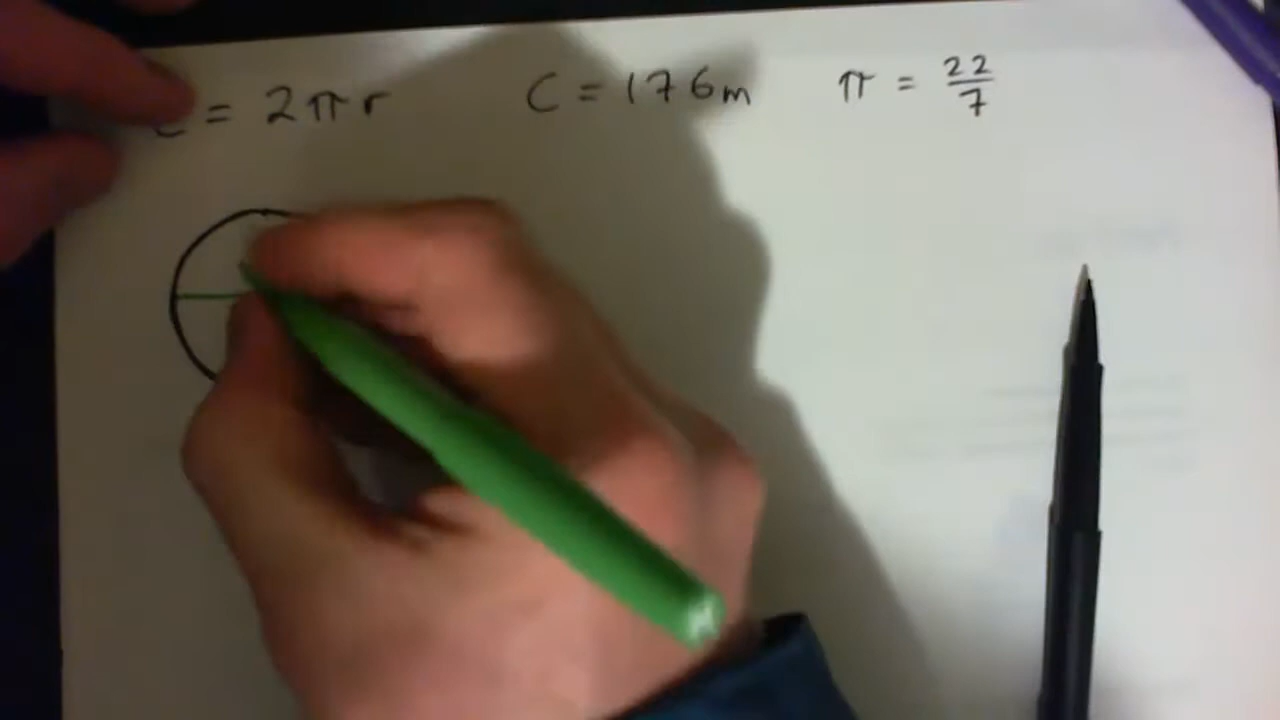 C = 2πr C = 176m π = 22/7